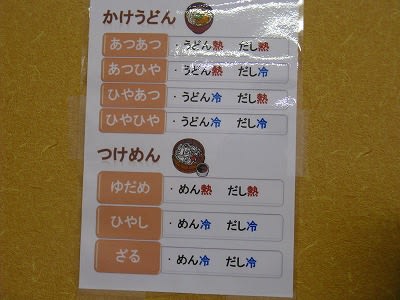 かけうどん
あつあつ ・うどん熱 だし熱
あつひや ・うどん熱 だし冷
ひやあつ ・うどん冷 だし熱
ひやひや ・うどん冷 だし冷
つけめん
ゆだめ ・めん熱 だし熱
ひやし ・めん冷 だし冷
ざる ・めん冷 だし冷